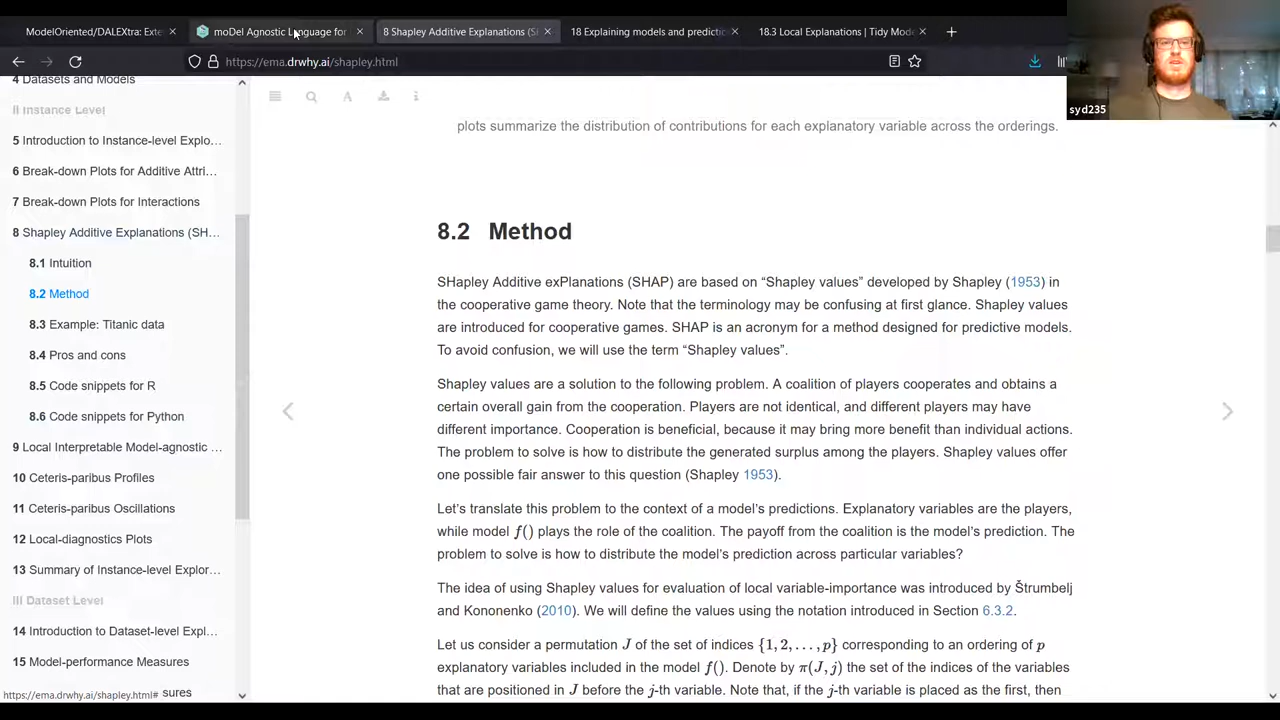 ModelOriented/DALEXtra: Exte
moDel Agnostic Language for
8 Shapley Additive Explanations (S
18 Explaining models and predictio
18.3 Local Explanations | Tidy Mode
https://ema.drwhy.ai/shapley.html
syd235
4 Datasets and Models
II Instance Level
5 Introduction to Instance-level Explo…
6 Break-down Plots for Additive Attri…
7 Break-down Plots for Interactions
8 Shapley Additive Explanations (SH…
8.1 Intuition
8.2 Method
8.3 Example: Titanic data
8.4 Pros and cons
8.5 Code snippets for R
8.6 Code snippets for Python
9 Local Interpretable Model-agnostic …
10 Ceteris-paribus Profiles
11 Ceteris-paribus Oscillations
12 Local-diagnostics Plots
13 Summary of Instance-level Explor…
III Dataset Level
14 Introduction to Dataset-level Expl…
15 Model-performance Measures
sures
https://ema.drwhy.ai/shapley.html#
plots summarize the distribution of contributions for each explanatory variable across the orderings.
8.2 Method
SHapley Additive exPlanations (SHAP) are based on “Shapley values” developed by Shapley (1953) in
the cooperative game theory. Note that the terminology may be confusing at first glance. Shapley values
are introduced for cooperative games. SHAP is an acronym for a method designed for predictive models.
To avoid confusion, we will use the term “Shapley values”.
Shapley values are a solution to the following problem. A coalition of players cooperates and obtains a
certain overall gain from the cooperation. Players are not identical, and different players may have
different importance. Cooperation is beneficial, because it may bring more benefit than individual actions.
The problem to solve is how to distribute the generated surplus among the players. Shapley values offer
one possible fair answer to this question (Shapley 1953).
Let’s translate this problem to the context of a model’s predictions. Explanatory variables are the players,
while model f() plays the role of the coalition. The payoff from the coalition is the model’s prediction. The
problem to solve is how to distribute the model’s prediction across particular variables?
The idea of using Shapley values for evaluation of local variable-importance was introduced by Štrumbelj
and Kononenko (2010). We will define the values using the notation introduced in Section 6.3.2.
Let us consider a permutation J of the set of indices {1, 2, . . . , p} corresponding to an ordering of p
explanatory variables included in the model f(). Denote by π(J, j) the set of the indices of the variables
that are positioned in J before the j-th variable. Note that, if the j-th variable is placed as the first, then